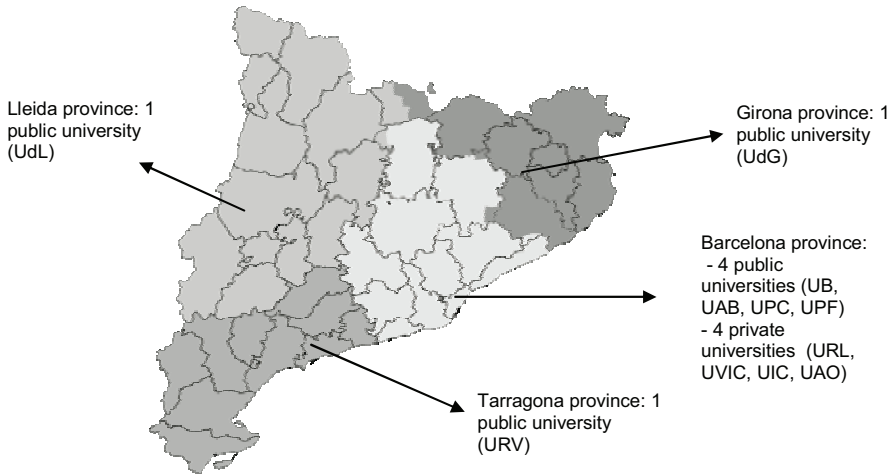 Lleida province: 1
public university
(UdL)
Girona province: 1
public university
(UdG)
Barcelona province:
- 4 public
universities (UB,
UAB, UPC, UPF)
- 4 private
universities (URL,
UVIC, UIC, UAO)
Tarragona province: 1
public university
(URV)